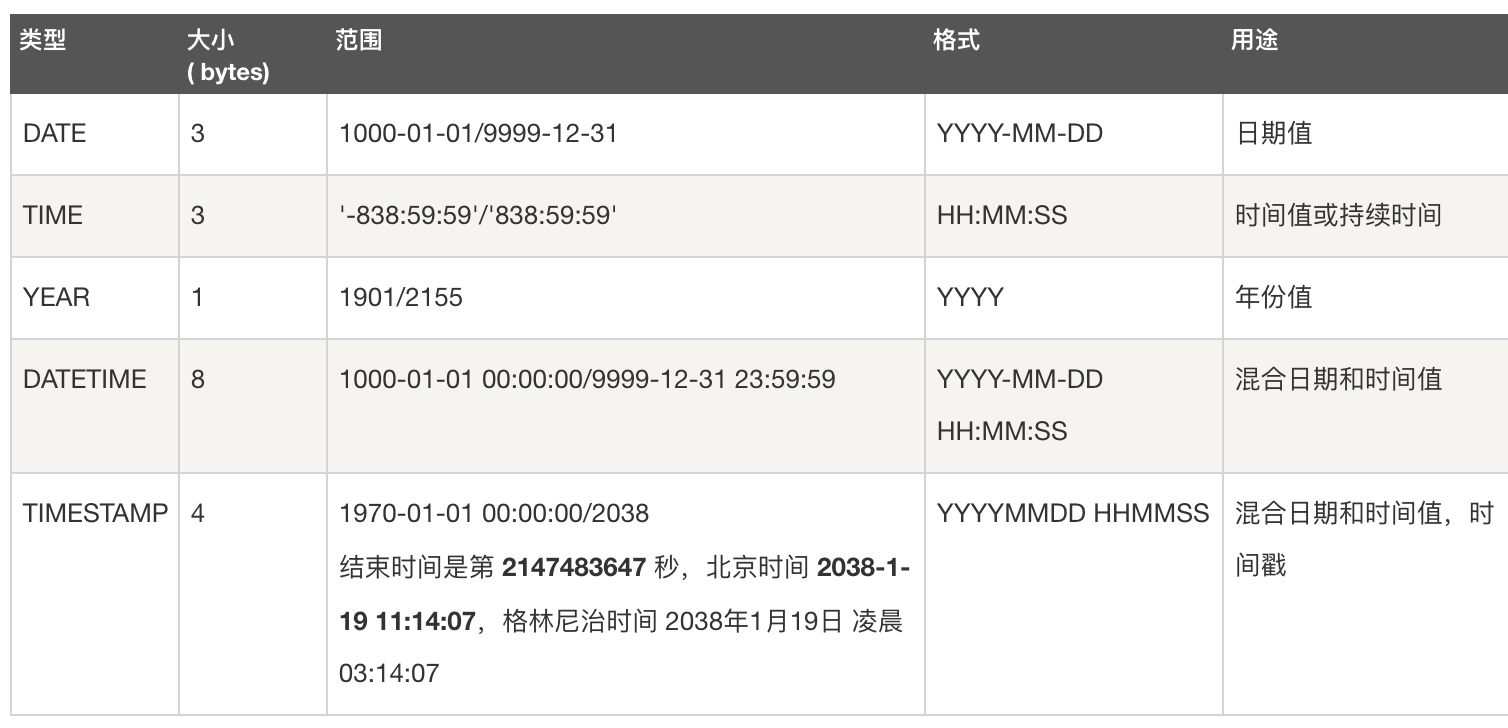 类型 大小 范围 格式 用途
( bytes)
DATE 3 1000-01-01/9999-12-31 YYYY-MM-DD 日期值
TIME 3 '-838:59:59'/'838:59:59' HH:MM:SS 时间值或持续时间
YEAR 1 1901/2155 YYYY 年份值
DATETIME 8 1000-01-01 00:00:00/9999-12-31 23:59:59 YYYY-MM-DD 混合日期和时间值
HH:MM:SS
TIMESTAMP 4 1970-01-01 00:00:00/2038 YYYYMMDD HHMMSS 混合日期和时间值，时
结束时间是第 2147483647 秒，北京时间 2038-1- 间戳
19 11:14:07，格林尼治时间 2038年1月19日 凌晨
03:14:07